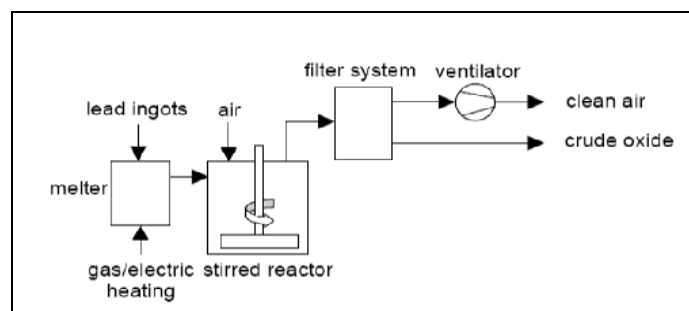 filter system
ventilator
lead ingots
air
clean air
crude oxide
melter
gas/electric
heating
stirred reactor